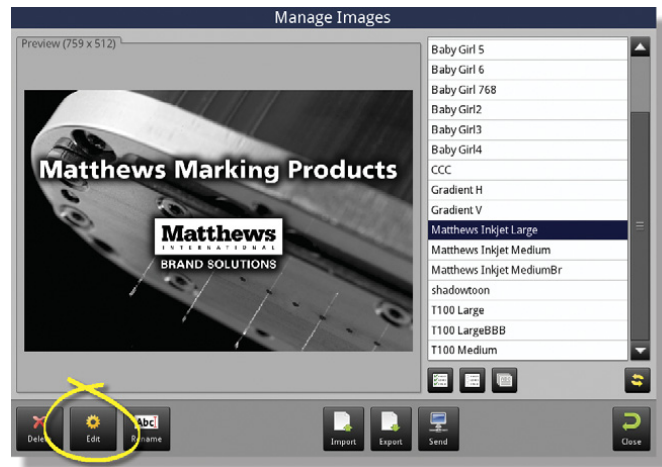 Manage Images
Preview (759 x 512)
Matthews Marking Products
Matthews
INTERNATIONAL
BRAND SOLUTIONS
Baby Girl 5
Baby Girl 6
Baby Girl 768
Baby Girl2
Baby Girl3
Baby Girl4
CCC
Gradient H
Gradient V
Matthews Inkjet Large
Matthews Inkjet Medium
Matthews Inkjet MediumBr
shadowtoon
T100 Large
T100 LargeBBB
T100 Medium
Delete
Edit
Abc
Rename
Import
Export
Send
Close